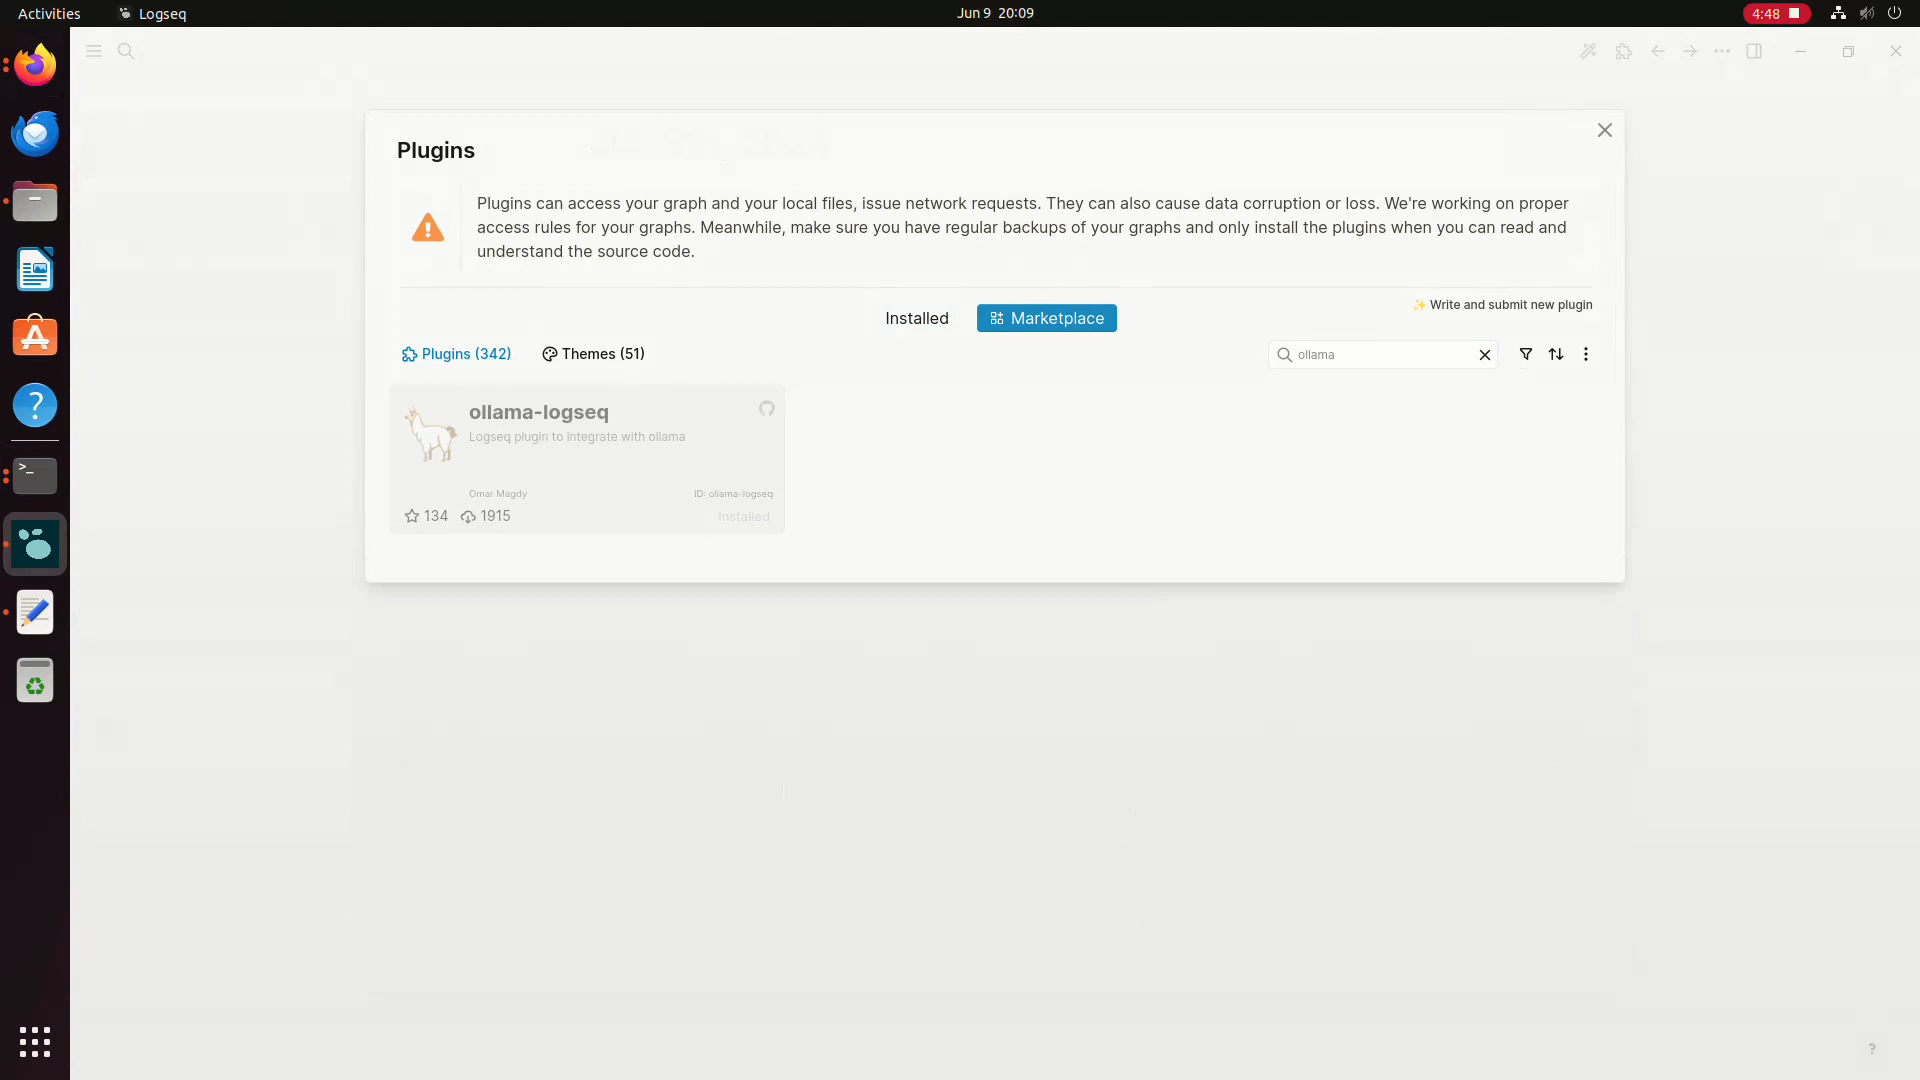 Activities
Logseq
Jun 9 20:09
4:48
Plugins
Plugins can access your graph and your local files, issue network requests. They can also cause data corruption or loss. We're working on proper
access rules for your graphs. Meanwhile, make sure you have regular backups of your graphs and only install the plugins when you can read and
understand the source code.
Installed
Marketplace
✨ Write and submit new plugin
Plugins (342)
Themes (51)
ollama
ollama-logseq
Logseq plugin to integrate with ollama
Omar Magdy
ID: ollama-logseq
134
1915
Installed
?